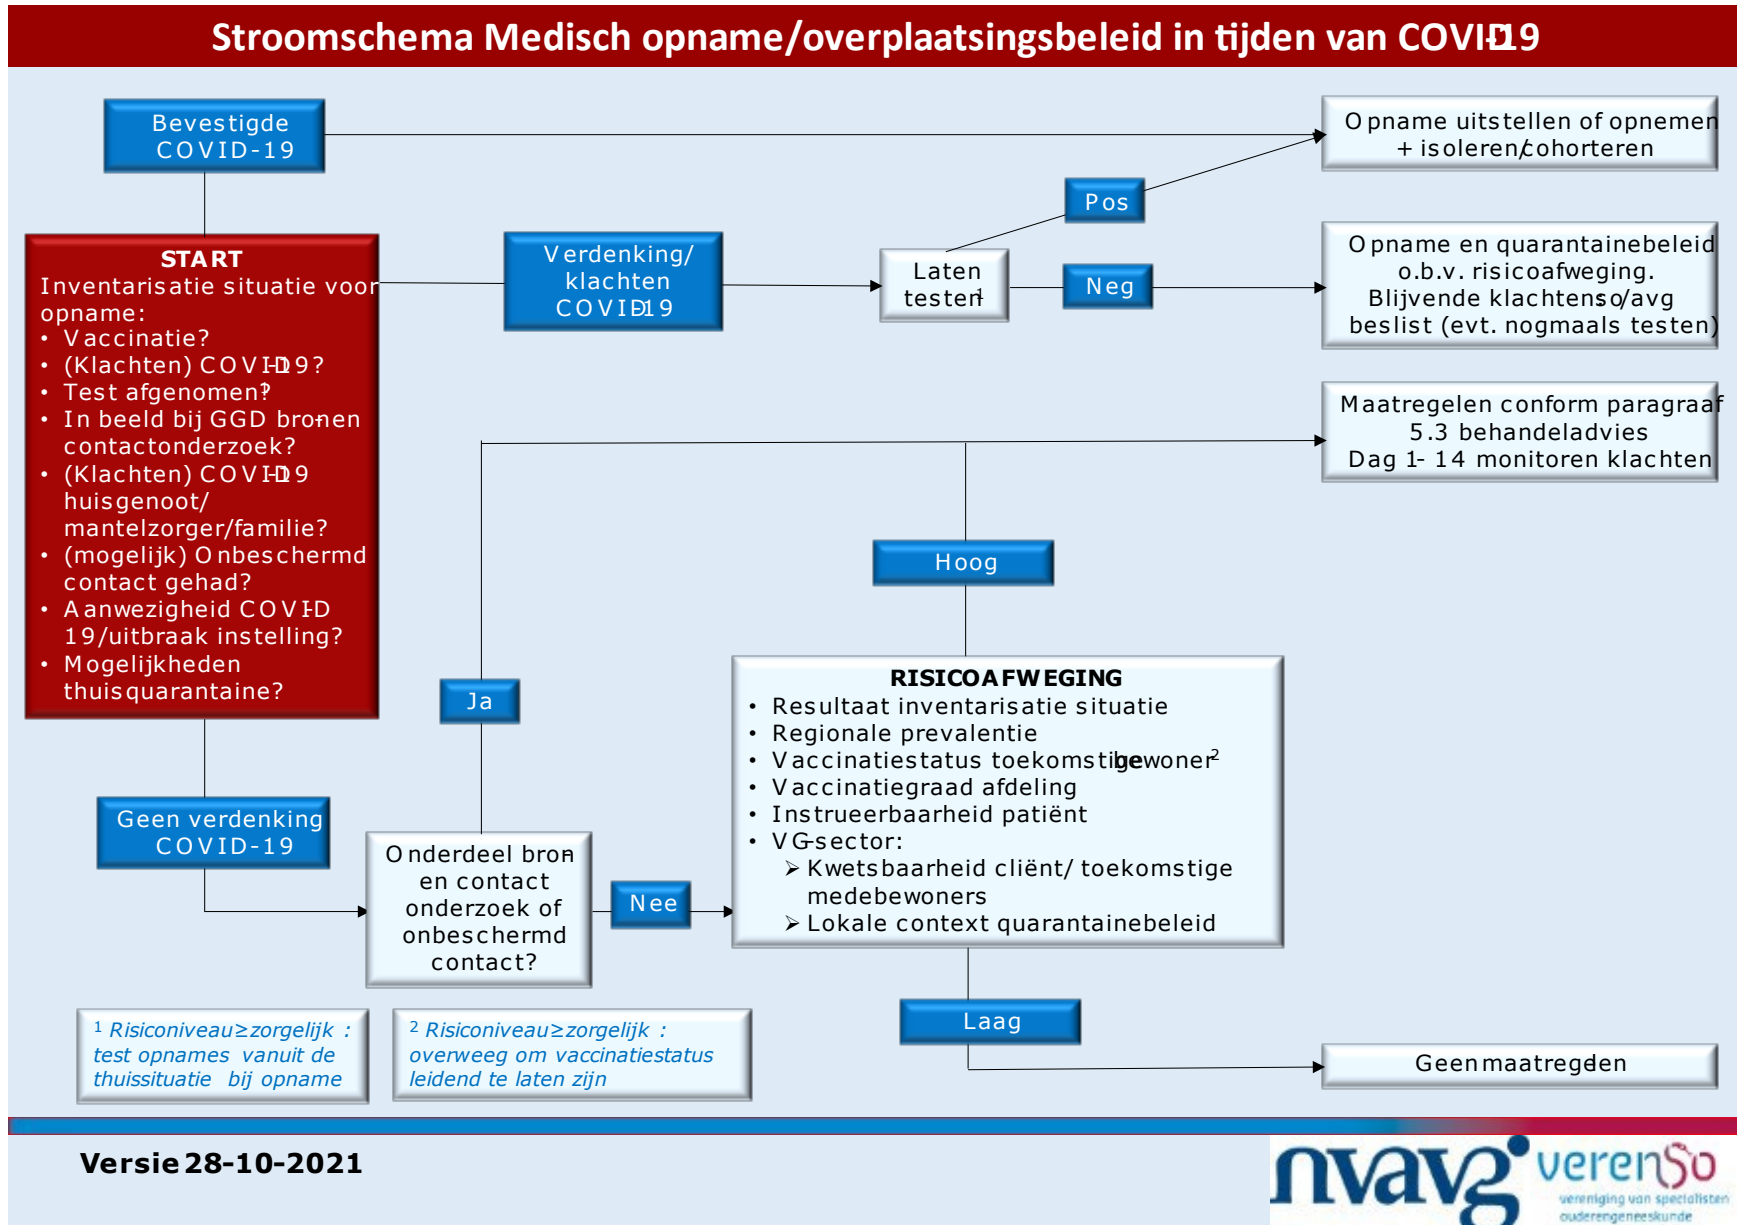 Stroomschema Medisch opname/overplaatsingsbeleid in tijden van COVID-19
Bevestigde
COVID-19
Opname uitstellen of opnemen
+ isoleren/cohorteren
Pos
START
Inventarisatie situatie voor
opname:
• Vaccinatie?
• (Klachten) COVID-19?
• Test afgenomen?¹
• In beeld bij GGD bron- en
contactonderzoek?
• (Klachten) COVID-19
huisgenoot/
mantelzorger/familie?
• (mogelijk) Onbeschermd
contact gehad?
• Aanwezigheid COVID-
19/uitbraak instelling?
• Mogelijkheden
thuisquarantaine?
Verdenking/
klachten
COVID-19
Laten
testen¹
Neg
Opname en quarantainebeleid
o.b.v. risicoafweging.
Blijvende klachten: so/avg
beslist (evt. nogmaals testen)
Maatregelen conform paragraaf
5.3 behandeladvies
Dag 1- 14 monitoren klachten
Hoog
Ja
RISICOAFWEGING
• Resultaat inventarisatie situatie
• Regionale prevalentie
• Vaccinatiestatus toekomstige bewoner²
• Vaccinatiegraad afdeling
• Instrueerbaarheid patiënt
• VG-sector:
➢ Kwetsbaarheid cliënt/ toekomstige
medebewoners
➢ Lokale context quarantainebeleid
Geen verdenking
COVID-19
Onderdeel bron-
en contact
onderzoek of
onbeschermd
contact?
Nee
Laag
Geen maatregelen
¹ Risiconiveau ≥ zorgelijk :
test opnames vanuit de
thuissituatie bij opname
² Risiconiveau ≥ zorgelijk :
overweeg om vaccinatiestatus
leidend te laten zijn
Versie 28-10-2021
nvavg
verenso
vereniging van specialisten
ouderengeneeskunde